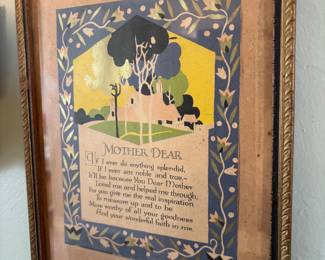 MOTHER DEAR
If I ever do anything splendid,
If I ever am noble and true—
It'll be because You Dear Mother
Loved me and helped me through,
For you give me the real inspiration
To measure up and to be
More worthy of all your goodness
And your wonderful faith in me.